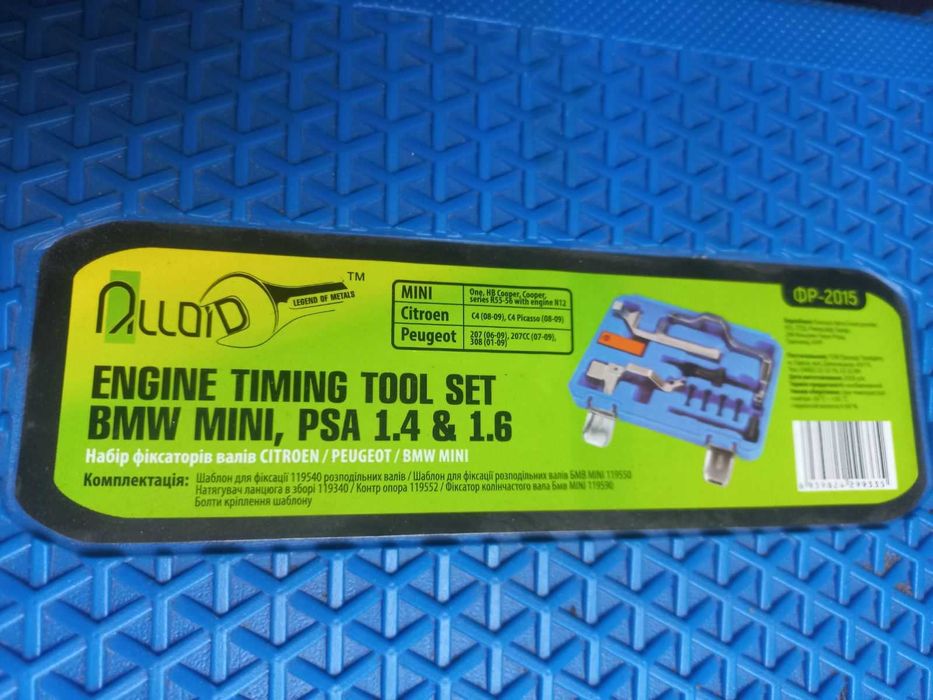 ALLOID
LEGEND OF METALS
TM
MINI
One, HB Cooper, Cooper,
series R55-56 with engine N12
Citroen
C4 (08-09), C4 Picasso (08-09)
Peugeot
207 (06-09), 207CC (07-09),
308 (01-09)
ФР-2015
ENGINE TIMING TOOL SET
BMW MINI, PSA 1.4 & 1.6
Набір фіксаторів валів CITROEN / PEUGEOT / BMW MINI
Комплектація: Шаблон для фіксації 119540 розподільних валів / Шаблон для фіксації розподільних валів БМВ MINI 119550
Натягувач ланцюга в зборі 119340 / Контр опора 119552 / Фіксатор колінчастого вала Бмв MINI 119590
Болти кріплення шаблону